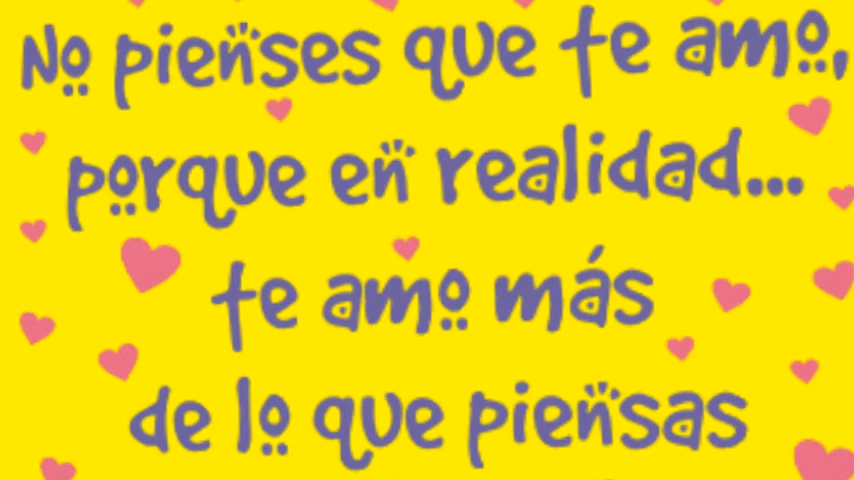 No pienses que te amo,
porque en realidad...
te amo más
de lo que piensas